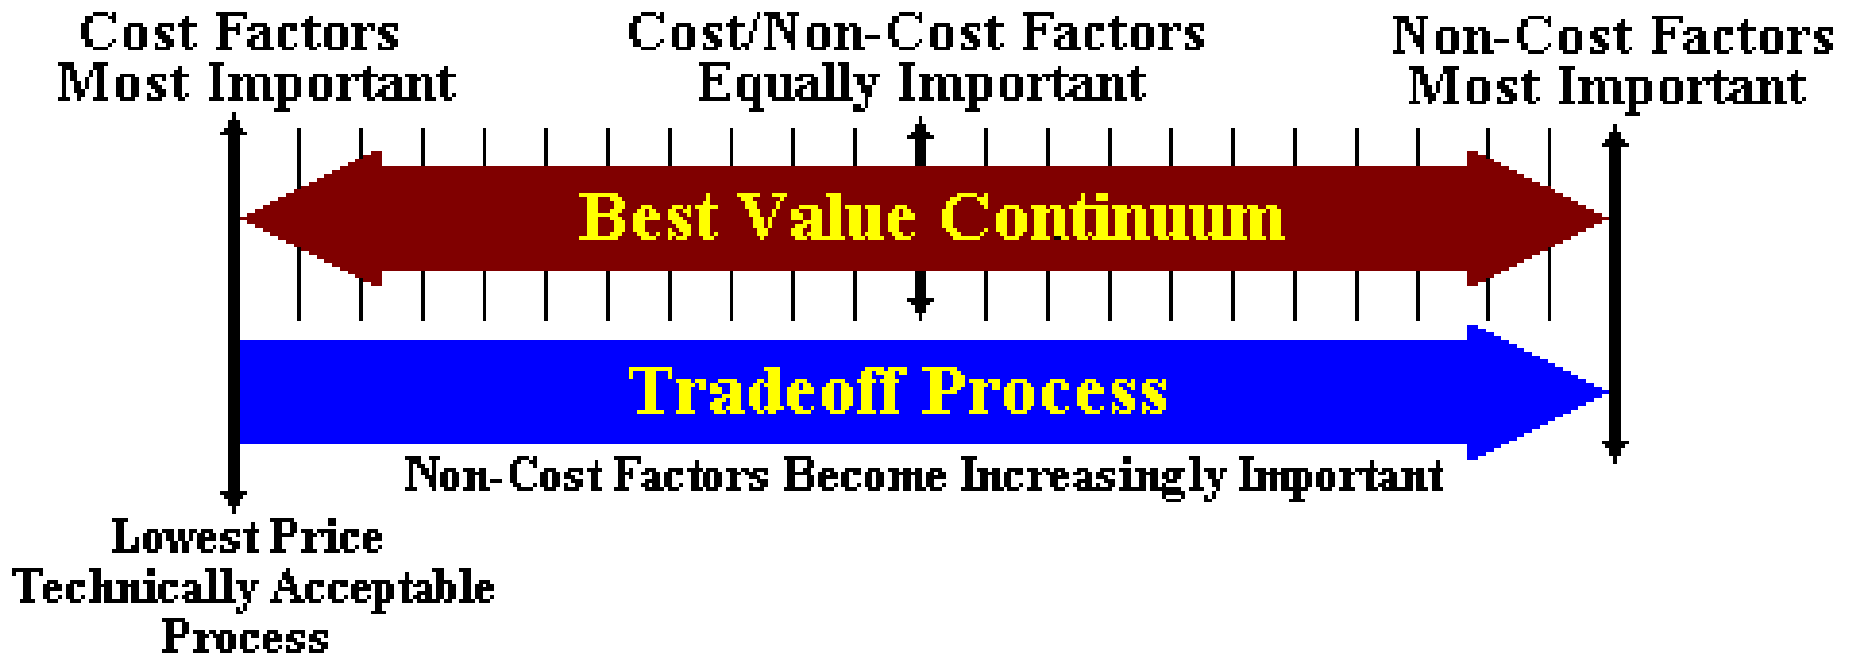 Cost Factors
Most Important
Cost/Non-Cost Factors
Equally Important
Non-Cost Factors
Most Important
Best Value Continuum
Tradeoff Process
Non-Cost Factors Become Increasingly Important
Lowest Price
Technically Acceptable
Process